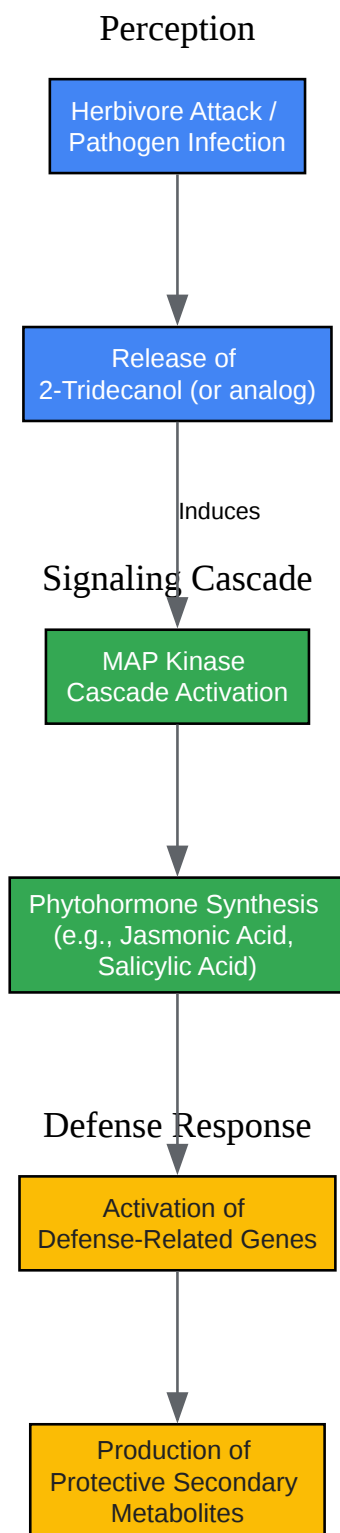 Perception
Herbivore Attack /
Pathogen Infection
Release of
2-Tridecanol (or analog)
Induces
Signaling Cascade
MAP Kinase
Cascade Activation
Phytohormone Synthesis
(e.g., Jasmonic Acid,
Salicylic Acid)
Defense Response
Activation of
Defense-Related Genes
Production of
Protective Secondary
Metabolites